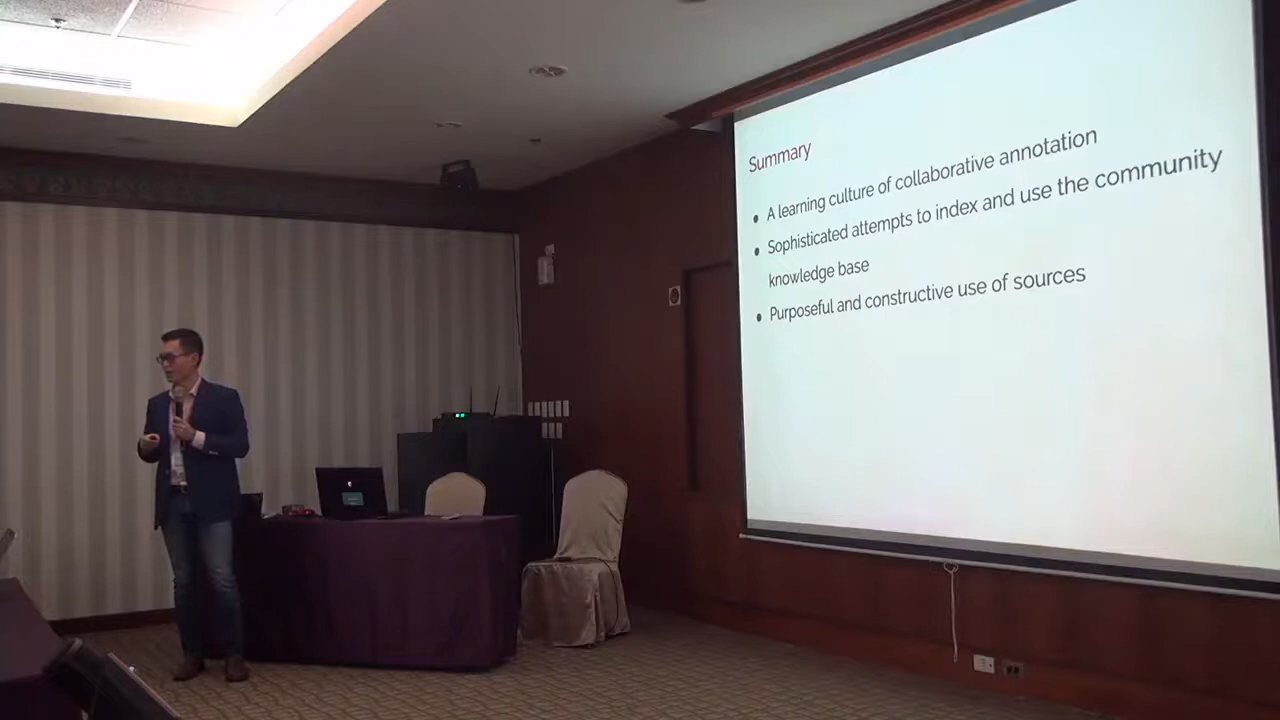 Summary
● A learning culture of collaborative annotation
● Sophisticated attempts to index and use the community
knowledge base
● Purposeful and constructive use of sources